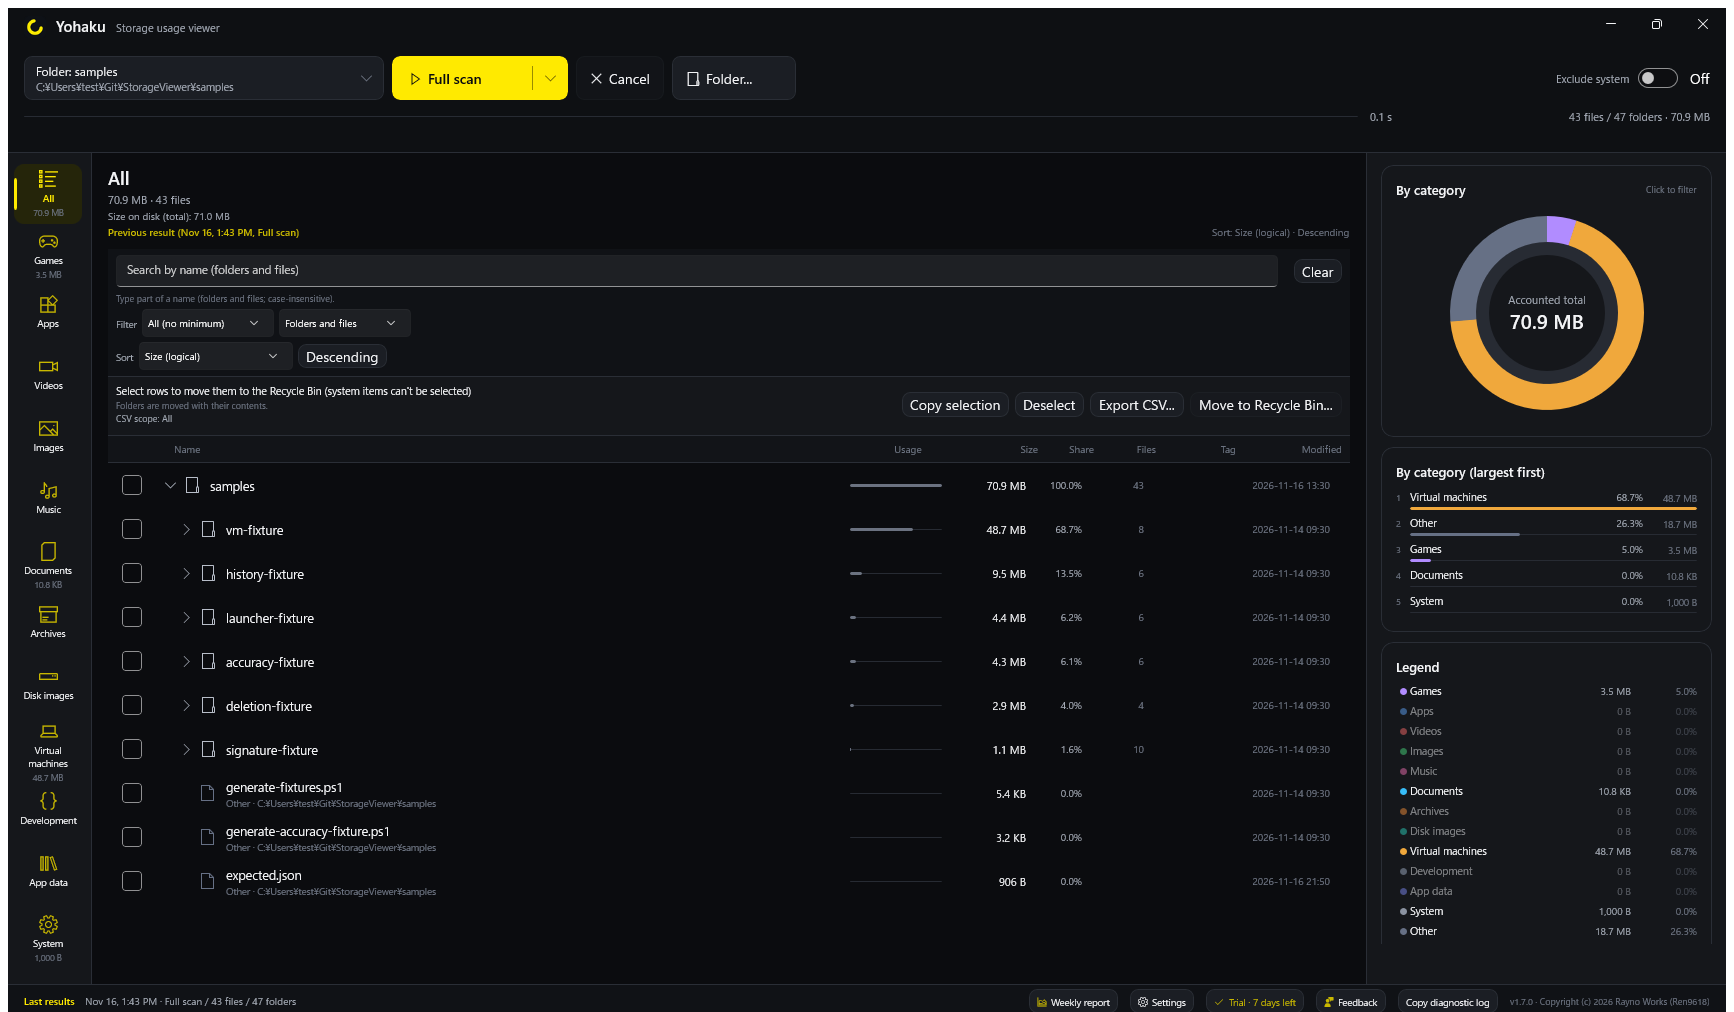 Yohaku Storage usage viewer
Folder: samples
C:¥Users¥test¥Git¥StorageViewer¥samples
Full scan
Cancel
Folder...
Exclude system Off
0.1 s
43 files / 47 folders · 70.9 MB
All
70.9 MB
Games
3.5 MB
Apps
Videos
Images
Music
Documents
10.8 KB
Archives
Disk images
Virtual
machines
48.7 MB
Development
App data
System
1,000 B
All
70.9 MB · 43 files
Size on disk (total): 71.0 MB
Previous result (Nov 16, 1:43 PM, Full scan)
Sort: Size (logical) · Descending
Search by name (folders and files)
Clear
Type part of a name (folders and files; case-insensitive).
Filter All (no minimum) Folders and files
Sort Size (logical) Descending
Select rows to move them to the Recycle Bin (system items can't be selected)
Folders are moved with their contents.
CSV scope: All
Copy selection Deselect Export CSV... Move to Recycle Bin...
Name Usage Size Share Files Tag Modified
samples 70.9 MB 100.0% 43 2026-11-16 13:30
vm-fixture 48.7 MB 68.7% 8 2026-11-14 09:30
history-fixture 9.5 MB 13.5% 6 2026-11-14 09:30
launcher-fixture 4.4 MB 6.2% 6 2026-11-14 09:30
accuracy-fixture 4.3 MB 6.1% 6 2026-11-14 09:30
deletion-fixture 2.9 MB 4.0% 4 2026-11-14 09:30
signature-fixture 1.1 MB 1.6% 10 2026-11-14 09:30
generate-fixtures.ps1 5.4 KB 0.0% 2026-11-14 09:30
Other · C:¥Users¥test¥Git¥StorageViewer¥samples
generate-accuracy-fixture.ps1 3.2 KB 0.0% 2026-11-14 09:30
Other · C:¥Users¥test¥Git¥StorageViewer¥samples
expected.json 906 B 0.0% 2026-11-16 21:50
Other · C:¥Users¥test¥Git¥StorageViewer¥samples
By category Click to filter
Accounted total
70.9 MB
By category (largest first)
1 Virtual machines 68.7% 48.7 MB
2 Other 26.3% 18.7 MB
3 Games 5.0% 3.5 MB
4 Documents 0.0% 10.8 KB
5 System 0.0% 1,000 B
Legend
Games 3.5 MB 5.0%
Apps 0 B 0.0%
Videos 0 B 0.0%
Images 0 B 0.0%
Music 0 B 0.0%
Documents 10.8 KB 0.0%
Archives 0 B 0.0%
Disk images 0 B 0.0%
Virtual machines 48.7 MB 68.7%
Development 0 B 0.0%
App data 0 B 0.0%
System 1,000 B 0.0%
Other 18.7 MB 26.3%
Last results Nov 16, 1:43 PM · Full scan / 43 files / 47 folders
Weekly report Settings Trial · 7 days left Feedback Copy diagnostic log v1.7.0 · Copyright (c) 2026 Rayno Works (Ren9618)